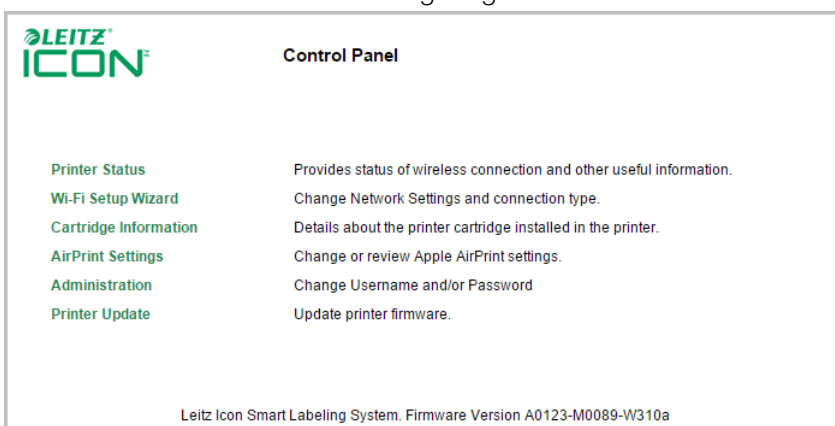 LEITZ
ICON
Control Panel
Printer Status Provides status of wireless connection and other useful information.
Wi-Fi Setup Wizard Change Network Settings and connection type.
Cartridge Information Details about the printer cartridge installed in the printer.
AirPrint Settings Change or review Apple AirPrint settings.
Administration Change Username and/or Password
Printer Update Update printer firmware.
Leitz Icon Smart Labeling System. Firmware Version A0123-M0089-W310a